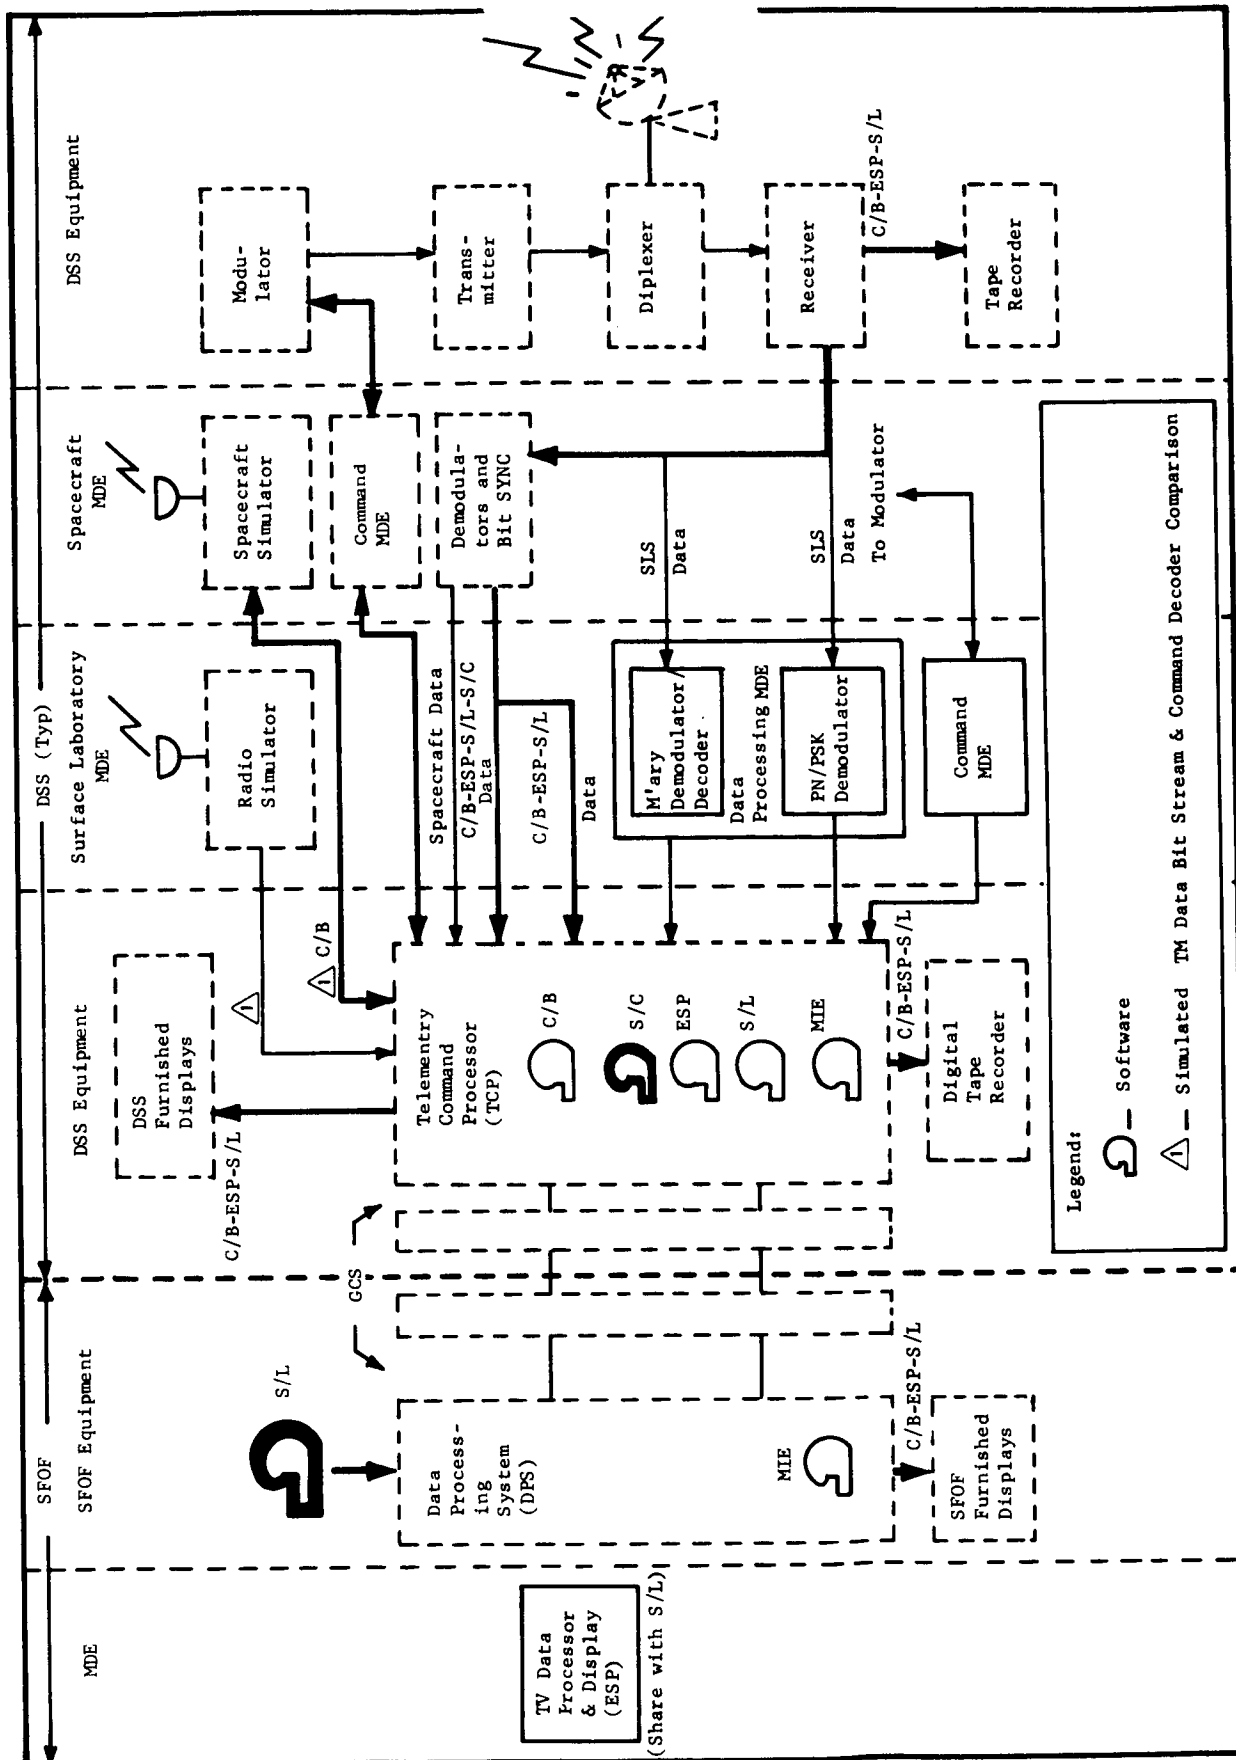 SFOF
DSS (Typ)
MDE
SFOF Equipment
DSS Equipment
Surface Laboratory
MDE
Spacecraft
MDE
DSS Equipment
S/L
GCS
C/B-ESP-S/L
DSS
Furnished
Displays
Radio
Simulator
Spacecraft
Simulator
Modu-
lator
1
1
C/B
Command
MDE
TV Data
Processor
& Display
(ESP)
(Share with S/L)
Data
Process-
ing
System
(DPS)
MIE
Telementry
Command
Processor
(TCP)
C/B
S/C
ESP
S/L
MIE
Spacecraft Data
C/B-ESP-S/L-S/C
Data
C/B-ESP-S/L
Data
Demodula-
tors and
Bit SYNC
Trans-
mitter
M'ary
Demodulator/
Decoder
Data
Processing MDE
PN/PSK
Demodulator
SLS
Data
SLS
Data
Diplexer
Receiver
C/B-ESP-S/L
To Modulator
C/B-ESP-S/L
SFOF
Furnished
Displays
C/B-ESP-S/L
Digital
Tape
Recorder
Command
MDE
Tape
Recorder
Legend:
— Software
1 — Simulated TM Data Bit Stream & Command Decoder Comparison